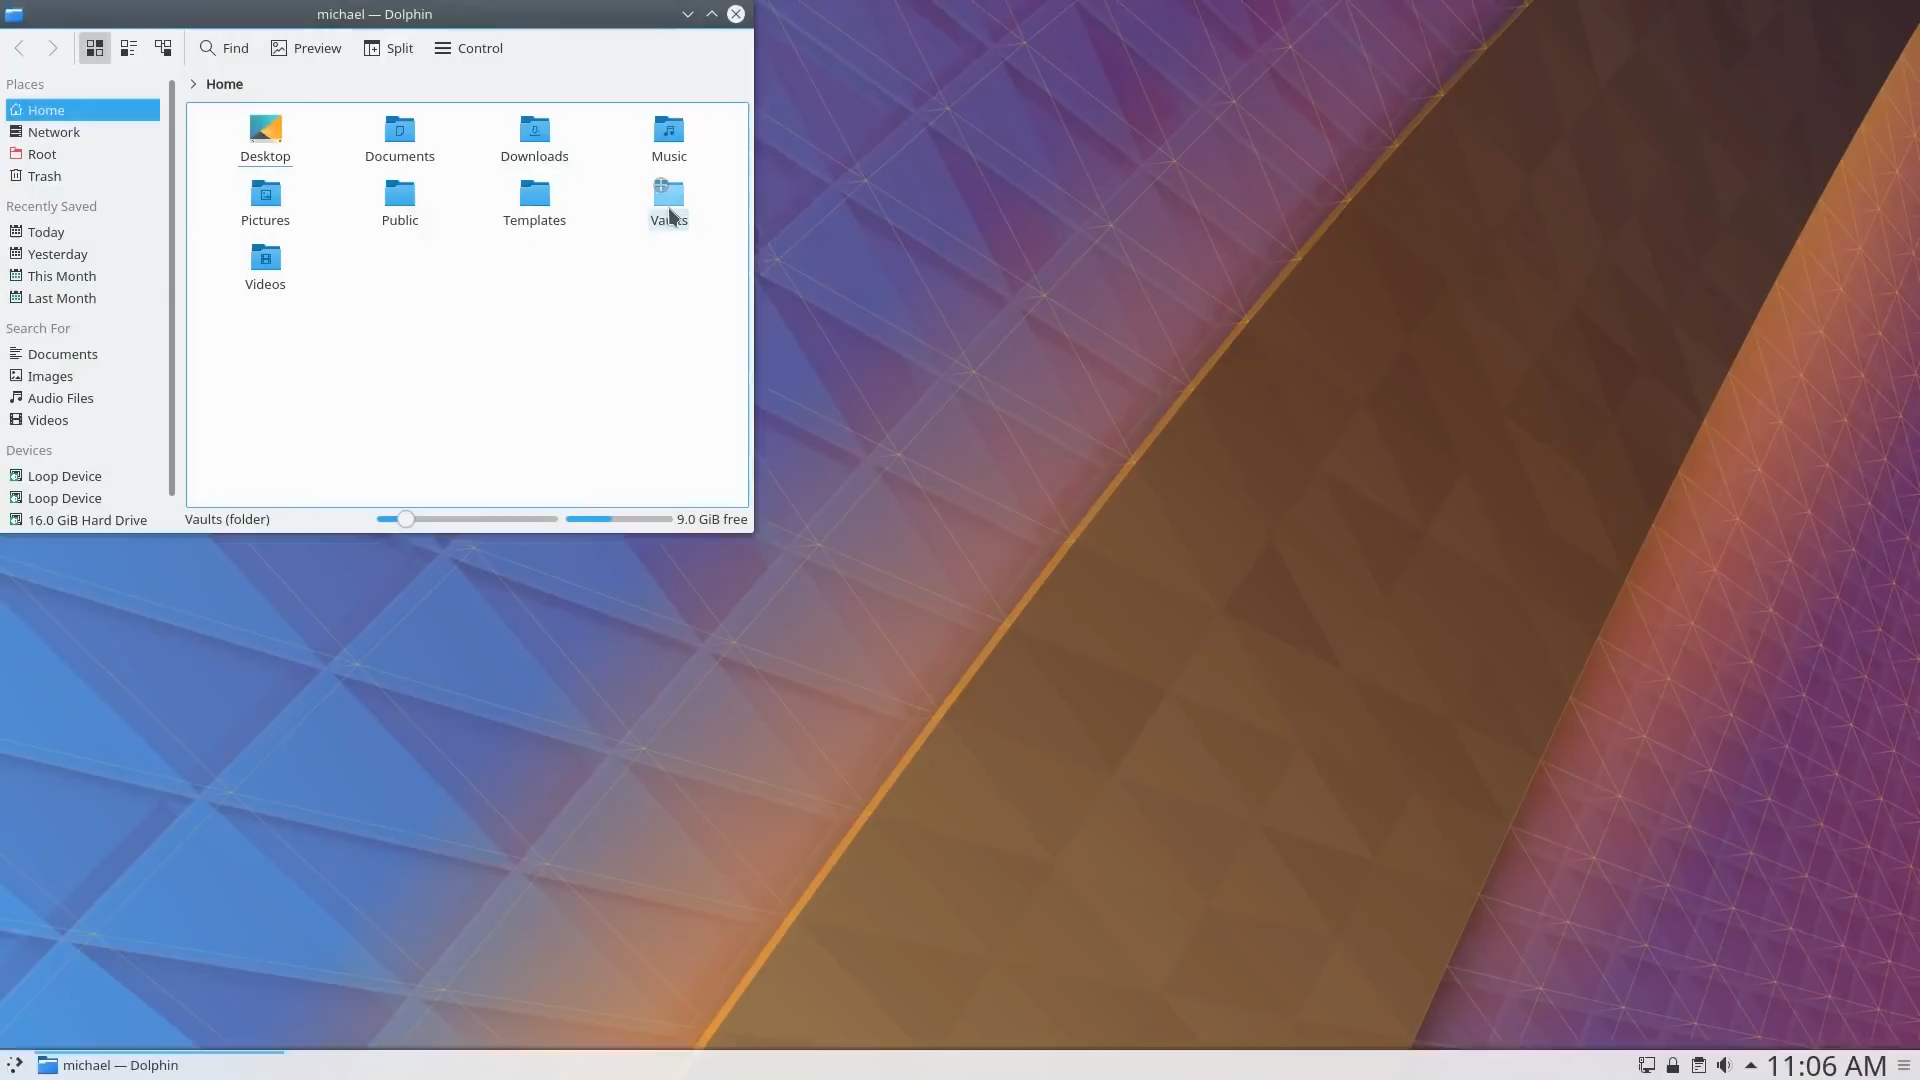 michael — Dolphin
Find Preview Split Control
Places
Home
Network
Root
Trash
Recently Saved
Today
Yesterday
This Month
Last Month
Search For
Documents
Images
Audio Files
Videos
Devices
Loop Device
Loop Device
16.0 GiB Hard Drive
Home
Desktop Documents Downloads Music
Pictures Public Templates Vaults
Videos
Vaults (folder) 9.0 GiB free
michael — Dolphin
11:06 AM